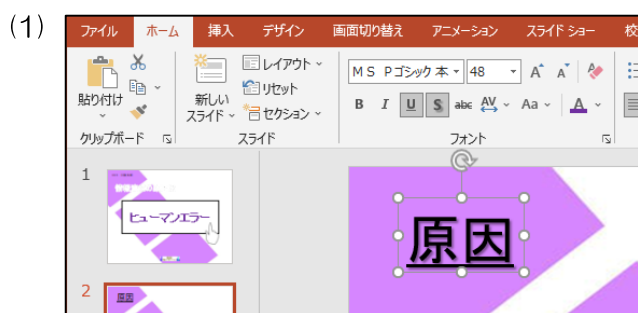 (1)
ファイル ホーム 挿入 デザイン 画面切り替え アニメーション スライド ショー 校
貼り付け
新しい
スライド
レイアウト
リセット
セクション
クリップボード スライド
MS Pゴシック 本 48 A A
B I U S abc AV Aa A
フォント
1
ヒューマンエラー
2
原因
原因